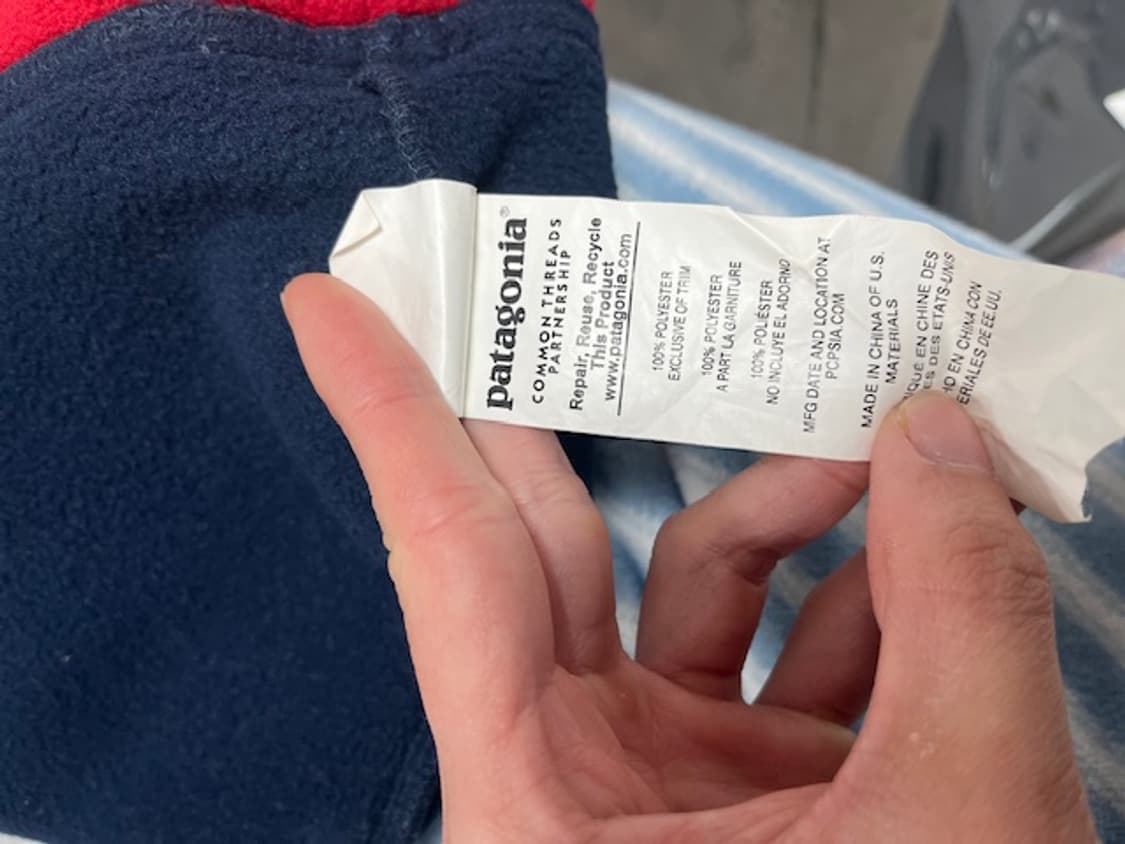 patagonia®
COMMON THREADS
PARTNERSHIP
Repair, Reuse, Recycle
This Product
www.patagonia.com
100% POLYESTER
EXCLUSIVE OF TRIM
100% POLYESTER
A PART LA GARNITURE
100% POLIÉSTER
NO INCLUYE EL ADORNO
MFG DATE AND LOCATION AT
PCPSIA.COM
MADE IN CHINA OF U.S.
MATERIALS
EN CHINE DES
DES ETATS-UNIS
EN CHINA CON
DE EE.UU.